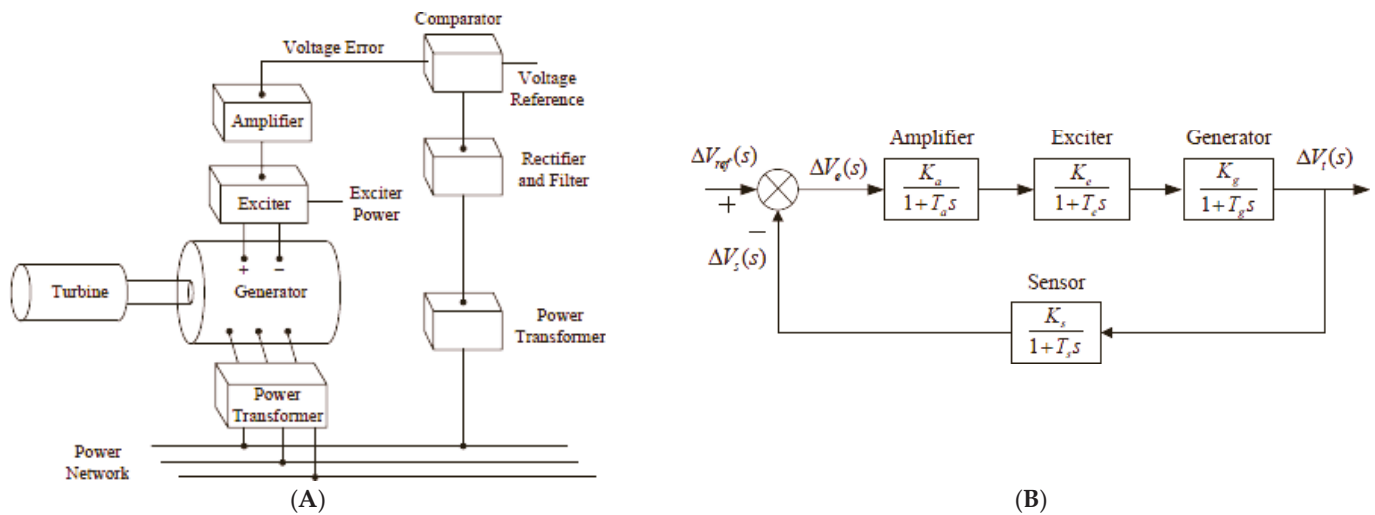 Comparator
Voltage Error
Voltage
Reference
Amplifier
Rectifier
and Filter
Exciter
Exciter
Power
+ −
Turbine
Generator
Power
Transformer
Power
Transformer
Power
Network
(A)
Amplifier Exciter Generator
ΔV_ref(s)
ΔV_e(s)
K_a
1+T_a s
K_e
1+T_e s
K_g
1+T_g s
ΔV_t(s)
+
−
ΔV_s(s)
Sensor
K_s
1+T_s s
(B)